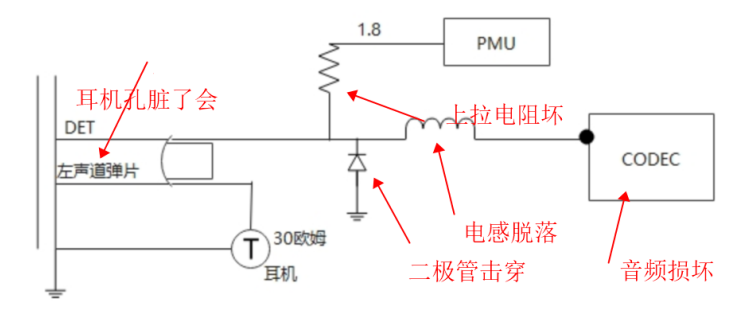 1.8
PMU
耳机孔脏了会
上拉电阻坏
DET
CODEC
左声道弹片
30欧姆
T
耳机
电感脱落
二极管击穿
音频损坏